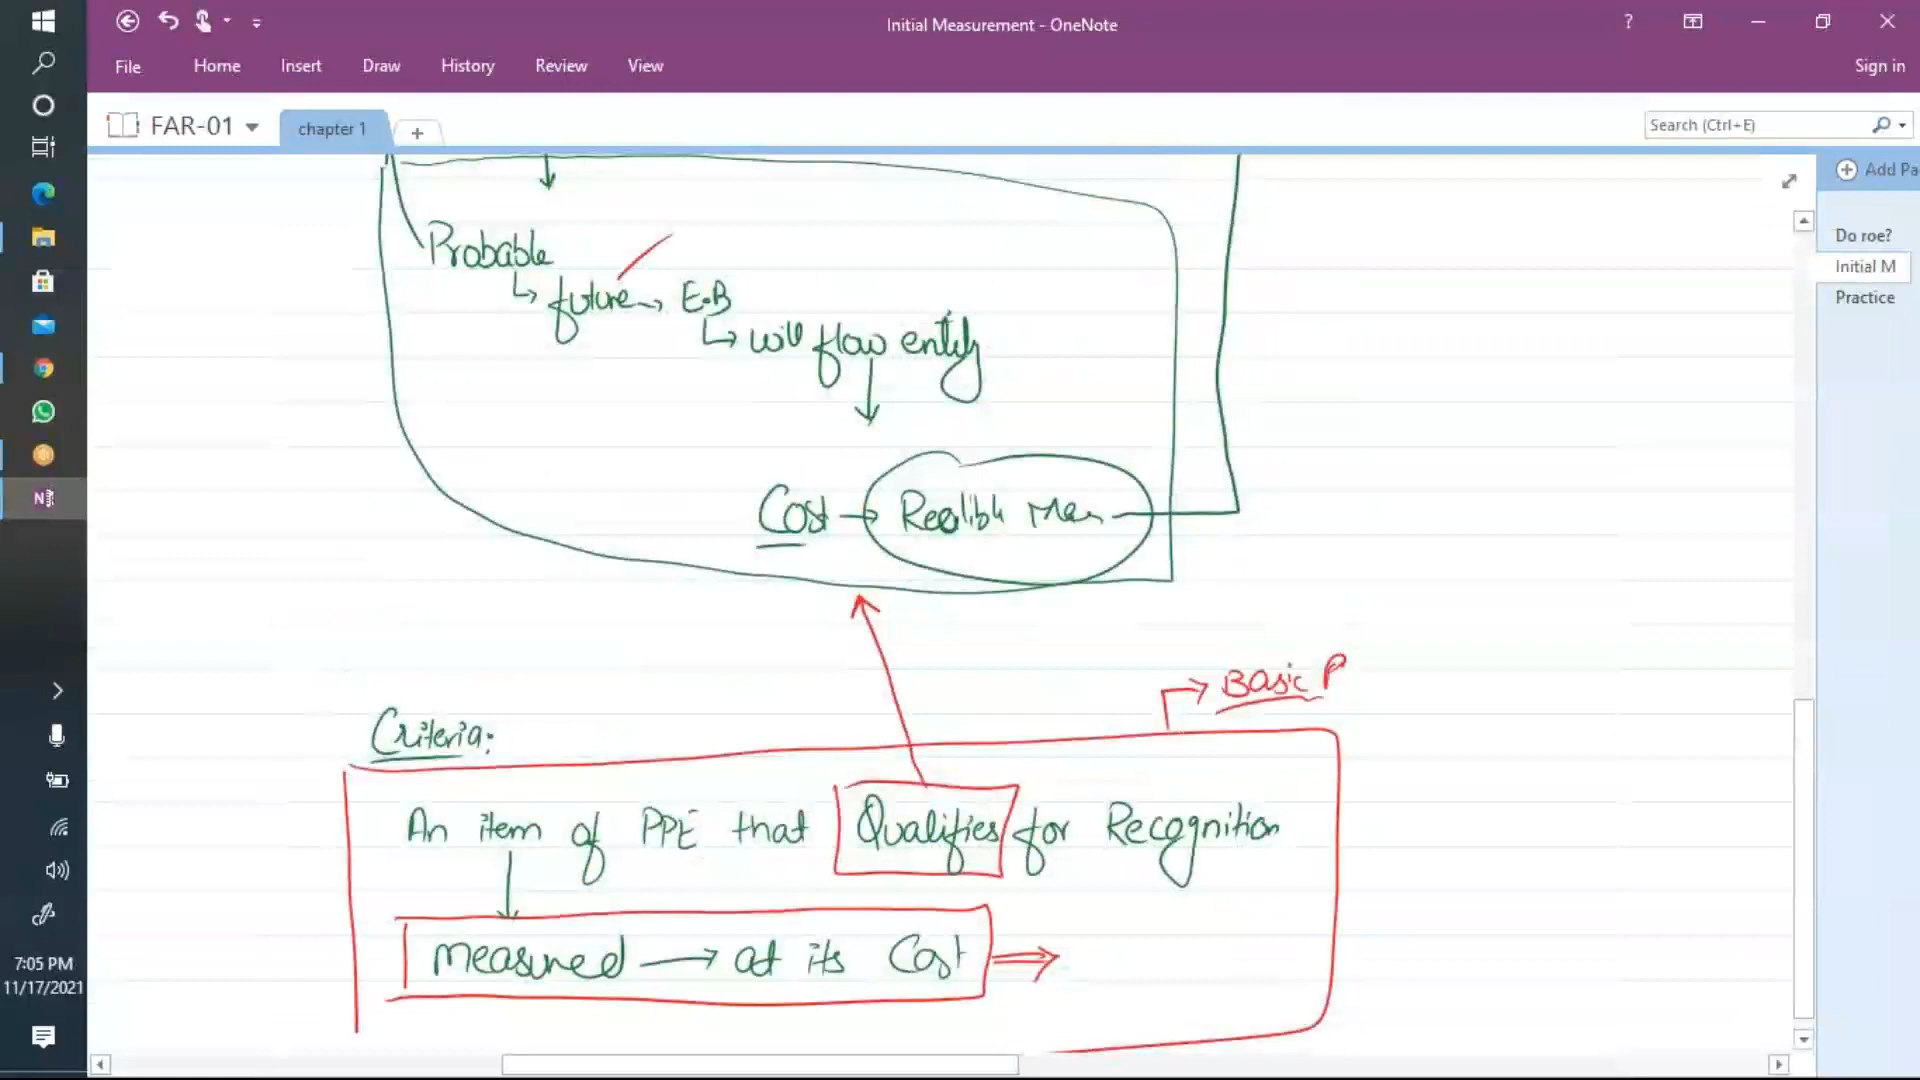 Initial Measurement - OneNote
?
File Home Insert Draw History Review View
Sign in
FAR-01
chapter 1
+
Search (Ctrl+E)
Add Pa
Do roe?
Initial M
Practice
Probable
future → E.B
will flow entity
Cost → Realibh Mea
Basic P
Criteria:
An item of PPE that Qualifies for Recognition
measured → at its Cost
7:05 PM
11/17/2021